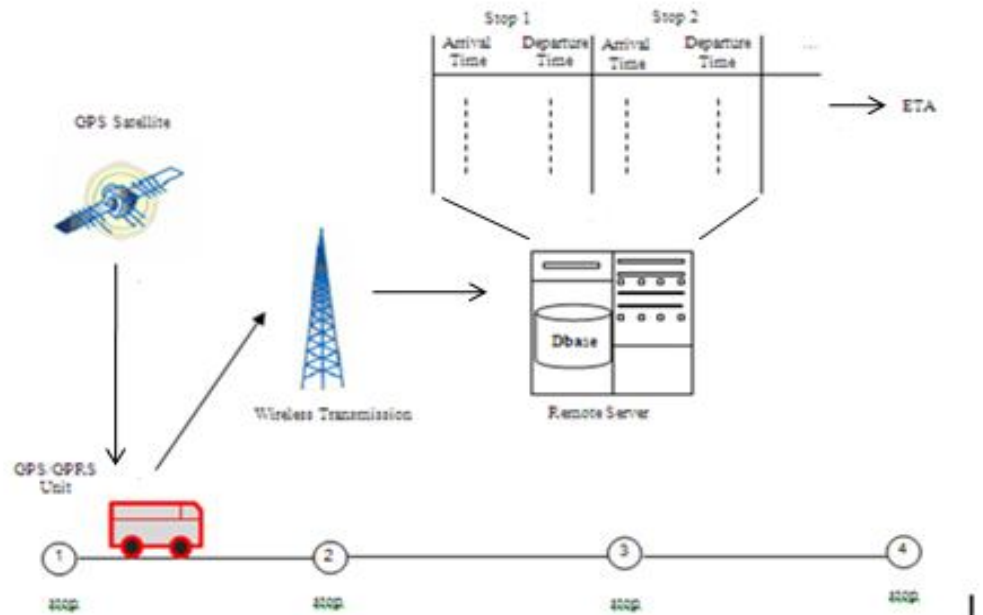 Stop 1
Stop 2
Arrival Time
Departure Time
Arrival Time
Departure Time
...
ETA
GPS Satellite
Dbase
Wireless Transmission
Remote Server
GPS/GPRS
Unit
1
2
3
4
stop
stop
stop
stop